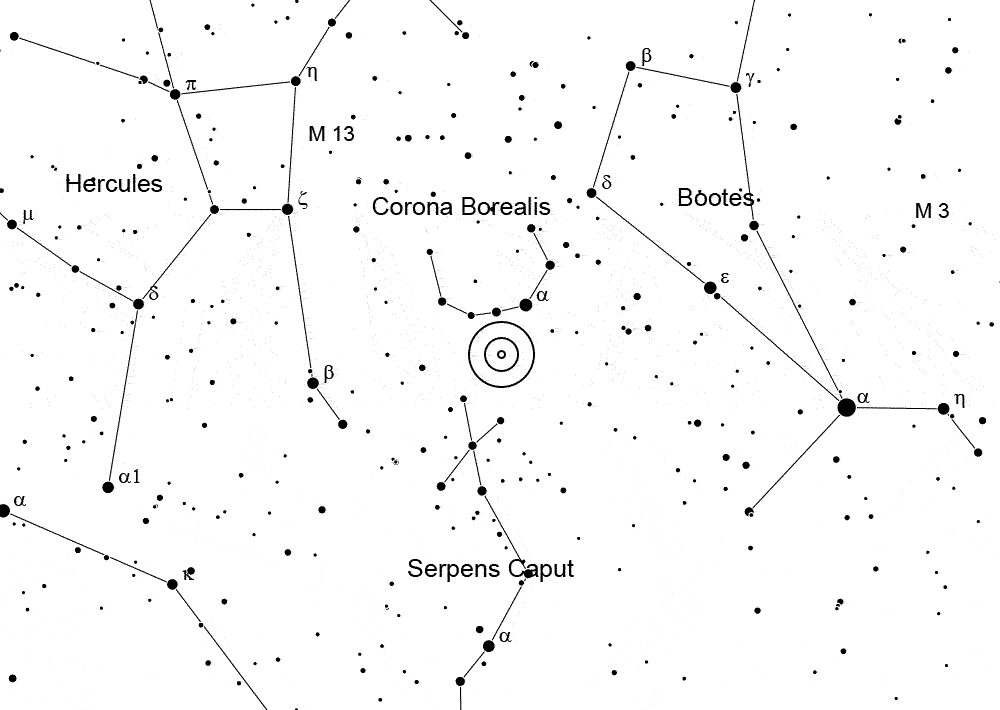 β
π
η
γ
M 13
Hercules
δ
ζ
Corona Borealis
Bootes
μ
M 3
ε
δ
α
β
α
η
α1
α
κ
Serpens Caput
α